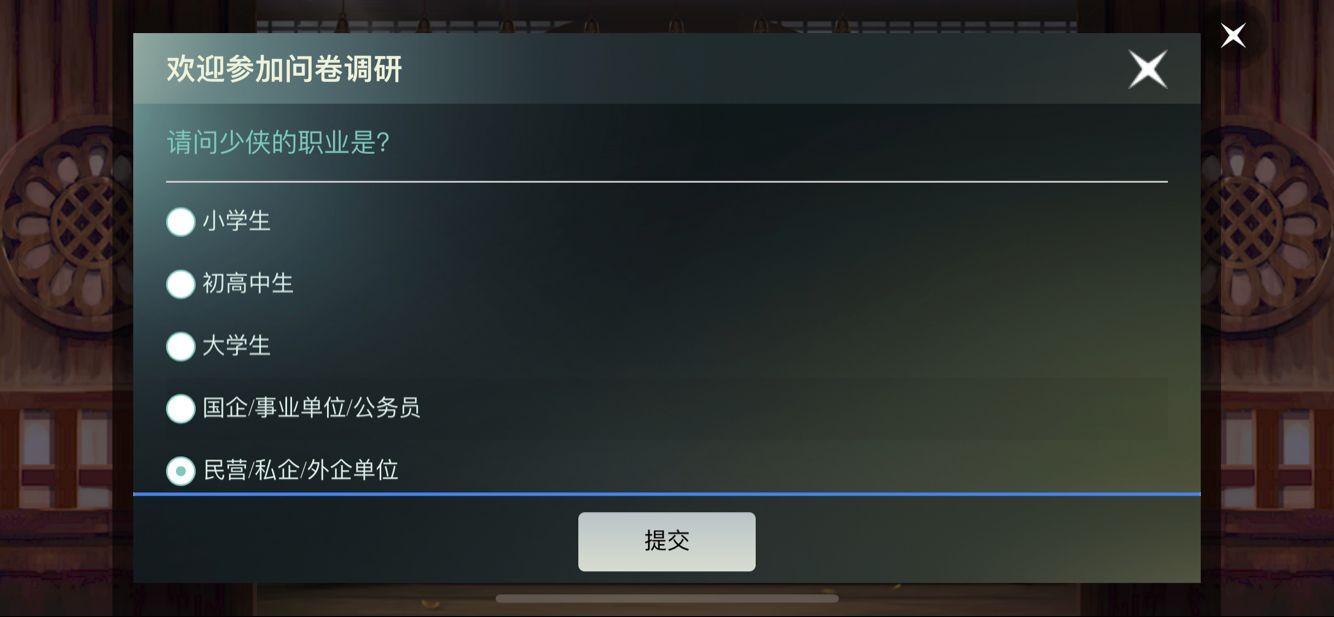 欢迎参加问卷调研
请问少侠的职业是?
小学生
初高中生
大学生
国企/事业单位/公务员
民营/私企/外企单位
提交